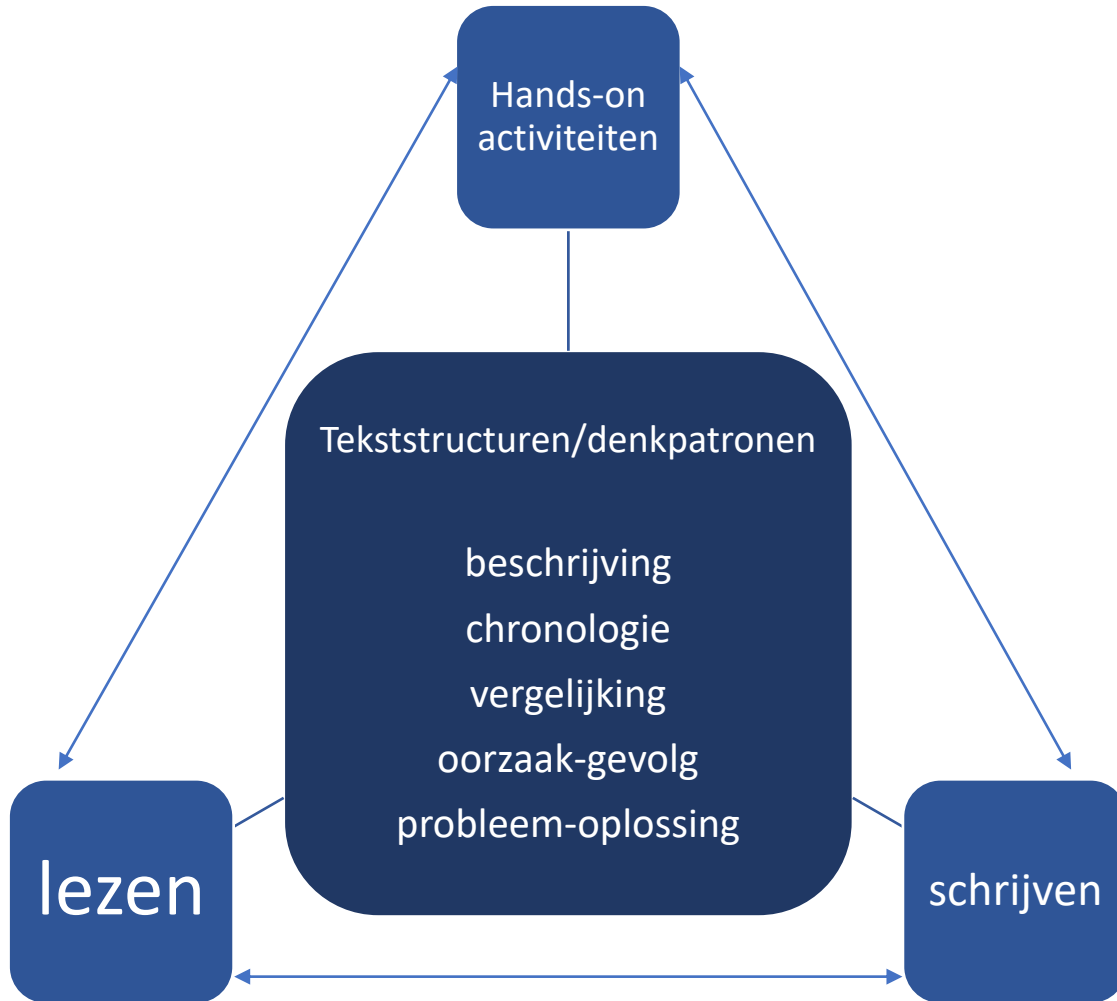 Hands-on
activiteiten
Tekststructuren/denkpatronen
beschrijving
chronologie
vergelijking
oorzaak-gevolg
probleem-oplossing
lezen
schrijven